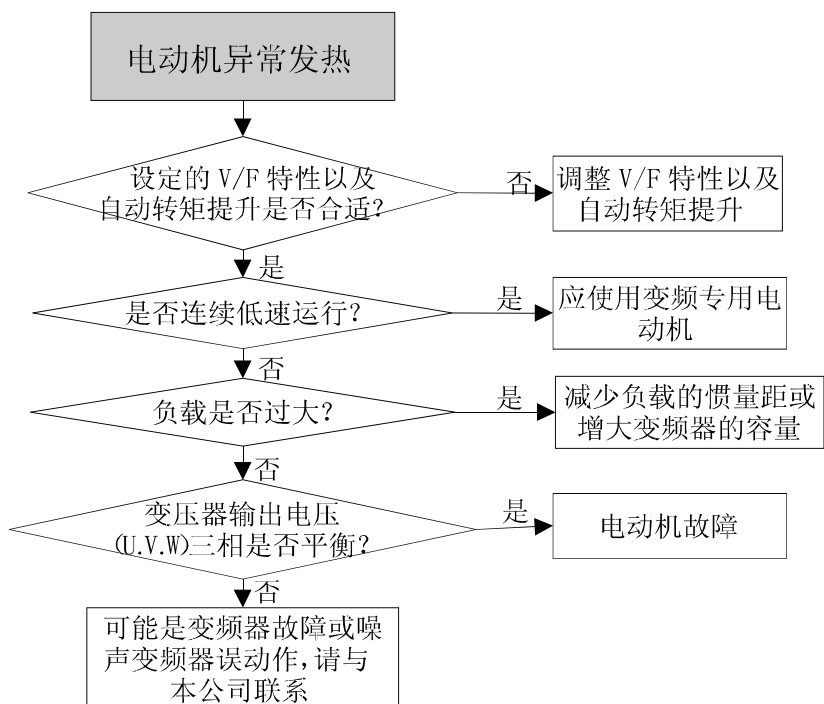 电动机异常发热
设定的 V/F 特性以及
自动转矩提升是否合适?
否
调整 V/F 特性以及
自动转矩提升
是
是否连续低速运行?
是
应使用变频专用电
动机
否
负载是否过大?
是
减少负载的惯量距或
增大变频器的容量
否
变压器输出电压
(U.V.W)三相是否平衡?
是
电动机故障
否
可能是变频器故障或噪
声变频器误动作,请与
本公司联系